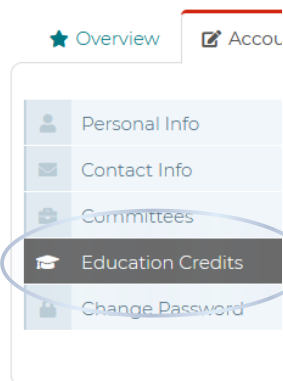 Overview Accou
Personal Info
Contact Info
Committees
Education Credits
Change Password